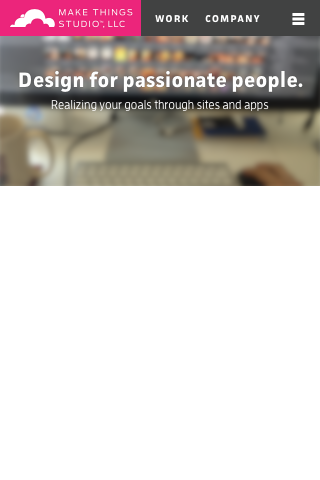 MAKE THINGS
STUDIO™, LLC
WORK COMPANY
Design for passionate people.
Realizing your goals through sites and apps